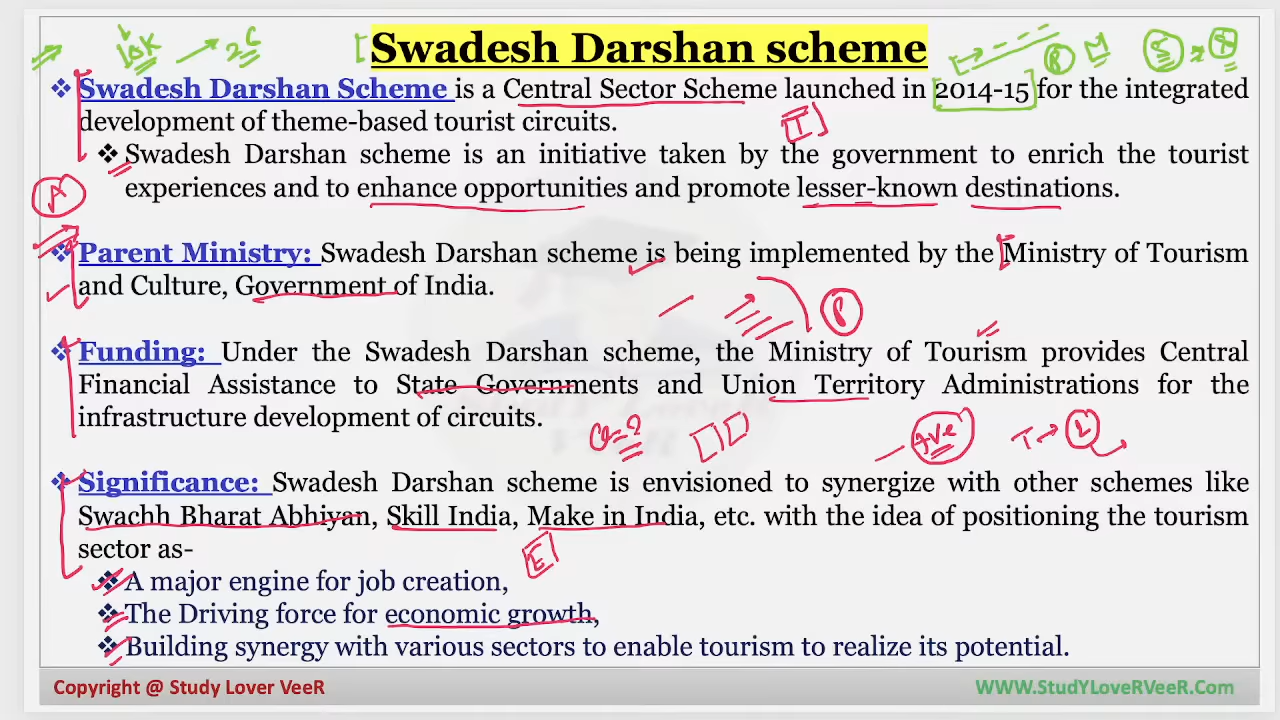 Swadesh Darshan scheme
Swadesh Darshan Scheme is a Central Sector Scheme launched in 2014-15 for the integrated
development of theme-based tourist circuits.
Swadesh Darshan scheme is an initiative taken by the government to enrich the tourist
experiences and to enhance opportunities and promote lesser-known destinations.
Parent Ministry: Swadesh Darshan scheme is being implemented by the Ministry of Tourism
and Culture, Government of India.
Funding: Under the Swadesh Darshan scheme, the Ministry of Tourism provides Central
Financial Assistance to State Governments and Union Territory Administrations for the
infrastructure development of circuits.
Significance: Swadesh Darshan scheme is envisioned to synergize with other schemes like
Swachh Bharat Abhiyan, Skill India, Make in India, etc. with the idea of positioning the tourism
sector as-
E
A major engine for job creation,
The Driving force for economic growth,
Building synergy with various sectors to enable tourism to realize its potential.
Copyright @ Study Lover VeeR
WWW.StudYLoveRVeeR.Com